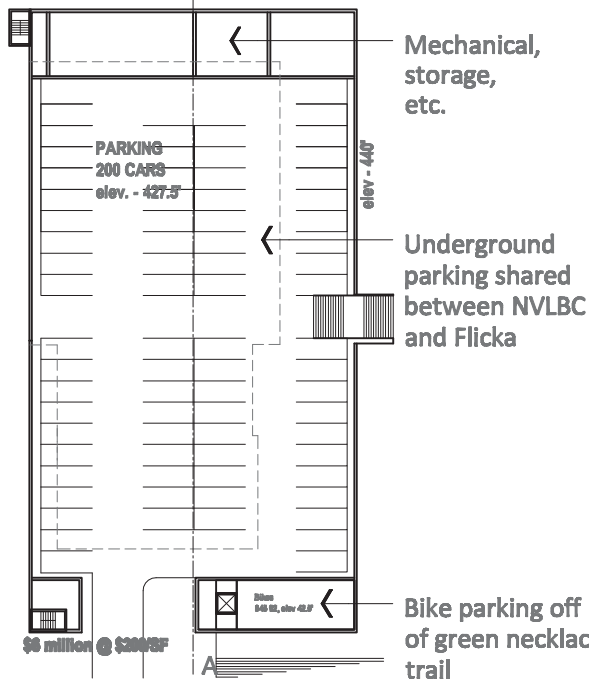 Mechanical,
storage,
etc.
PARKING
200 CARS
elev. - 427.5'
elev - 440'
Underground
parking shared
between NVLBC
and Flicka
Bikes
Bike parking off
of green necklac
trail
$6 million @ $200/SF
A